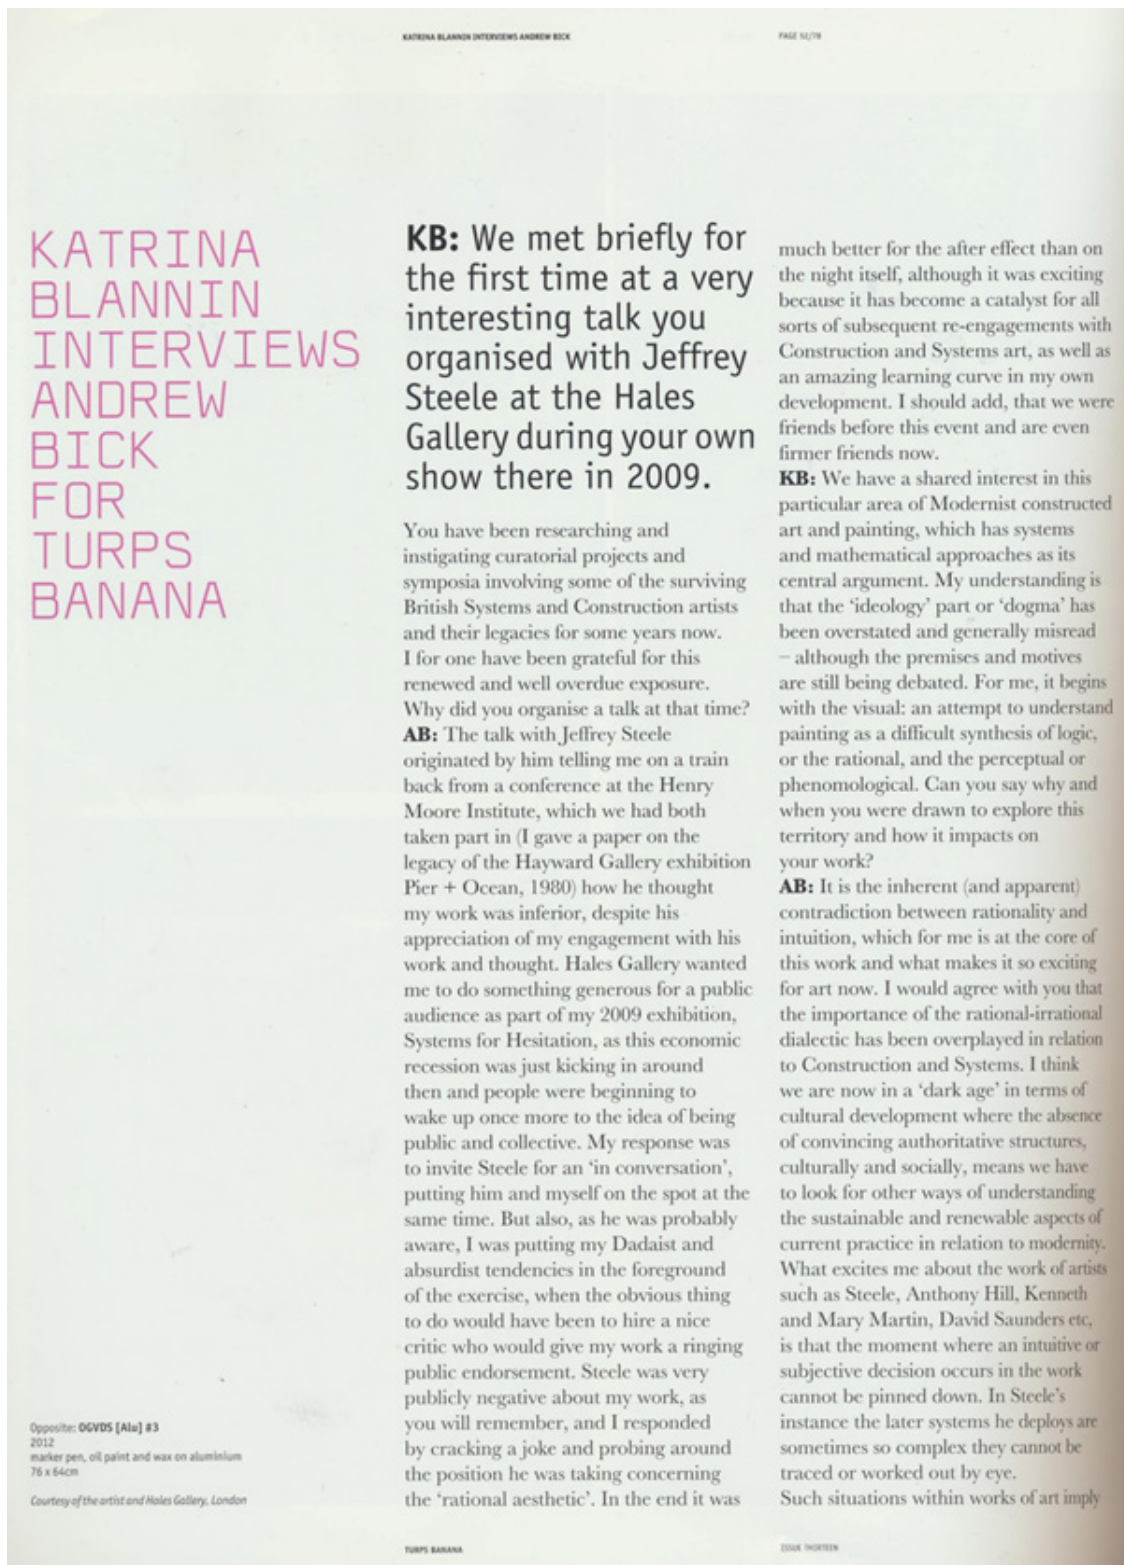 KATRINA BLANNIN INTERVIEWS ANDREW BICK
PAGE 52/78
KATRINA
BLANNIN
INTERVIEWS
ANDREW
BICK
FOR
TURPS
BANANA
KB: We met briefly for
the first time at a very
interesting talk you
organised with Jeffrey
Steele at the Hales
Gallery during your own
show there in 2009.
You have been researching and
instigating curatorial projects and
symposia involving some of the surviving
British Systems and Construction artists
and their legacies for some years now.
I for one have been grateful for this
renewed and well overdue exposure.
Why did you organise a talk at that time?
AB: The talk with Jeffrey Steele
originated by him telling me on a train
back from a conference at the Henry
Moore Institute, which we had both
taken part in (I gave a paper on the
legacy of the Hayward Gallery exhibition
Pier + Ocean, 1980) how he thought
my work was inferior, despite his
appreciation of my engagement with his
work and thought. Hales Gallery wanted
me to do something generous for a public
audience as part of my 2009 exhibition,
Systems for Hesitation, as this economic
recession was just kicking in around
then and people were beginning to
wake up once more to the idea of being
public and collective. My response was
to invite Steele for an ‘in conversation’,
putting him and myself on the spot at the
same time. But also, as he was probably
aware, I was putting my Dadaist and
absurdist tendencies in the foreground
of the exercise, when the obvious thing
to do would have been to hire a nice
critic who would give my work a ringing
public endorsement. Steele was very
publicly negative about my work, as
you will remember, and I responded
by cracking a joke and probing around
the position he was taking concerning
the ‘rational aesthetic’. In the end it was
much better for the after effect than on
the night itself, although it was exciting
because it has become a catalyst for all
sorts of subsequent re-engagements with
Construction and Systems art, as well as
an amazing learning curve in my own
development. I should add, that we were
friends before this event and are even
firmer friends now.
KB: We have a shared interest in this
particular area of Modernist constructed
art and painting, which has systems
and mathematical approaches as its
central argument. My understanding is
that the ‘ideology’ part or ‘dogma’ has
been overstated and generally misread
– although the premises and motives
are still being debated. For me, it begins
with the visual: an attempt to understand
painting as a difficult synthesis of logic,
or the rational, and the perceptual or
phenomological. Can you say why and
when you were drawn to explore this
territory and how it impacts on
your work?
AB: It is the inherent (and apparent)
contradiction between rationality and
intuition, which for me is at the core of
this work and what makes it so exciting
for art now. I would agree with you that
the importance of the rational-irrational
dialectic has been overplayed in relation
to Construction and Systems. I think
we are now in a ‘dark age’ in terms of
cultural development where the absence
of convincing authoritative structures,
culturally and socially, means we have
to look for other ways of understanding
the sustainable and renewable aspects of
current practice in relation to modernity.
What excites me about the work of artists
such as Steele, Anthony Hill, Kenneth
and Mary Martin, David Saunders etc,
is that the moment where an intuitive or
subjective decision occurs in the work
cannot be pinned down. In Steele’s
instance the later systems he deploys are
sometimes so complex they cannot be
traced or worked out by eye.
Such situations within works of art imply
Opposite: OGVDS [Alu] #3
2012
marker pen, oil paint and wax on aluminium
76 x 64cm
Courtesy of the artist and Hales Gallery, London
TURPS BANANA
ISSUE THIRTEEN